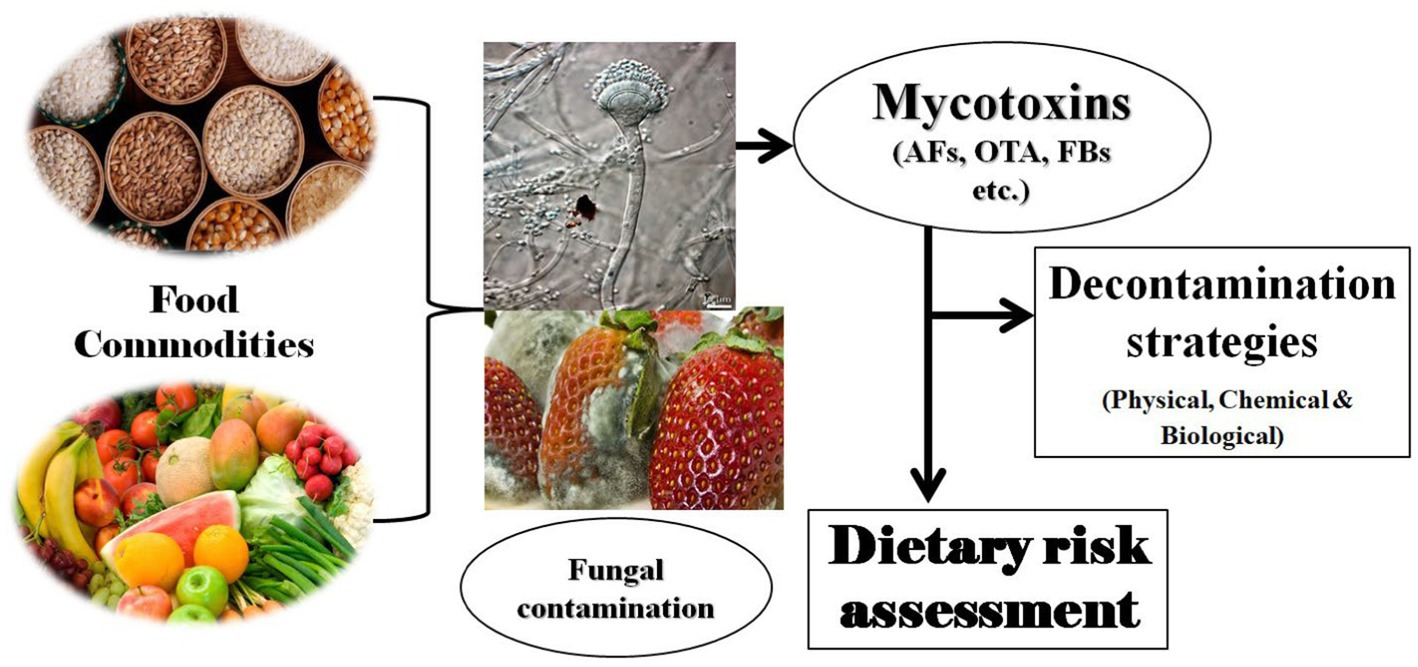 Food
Commodities
Fungal
contamination
Mycotoxins
(AFs, OTA, FBs
etc.)
Decontamination
strategies
(Physical, Chemical &
Biological)
Dietary risk
assessment